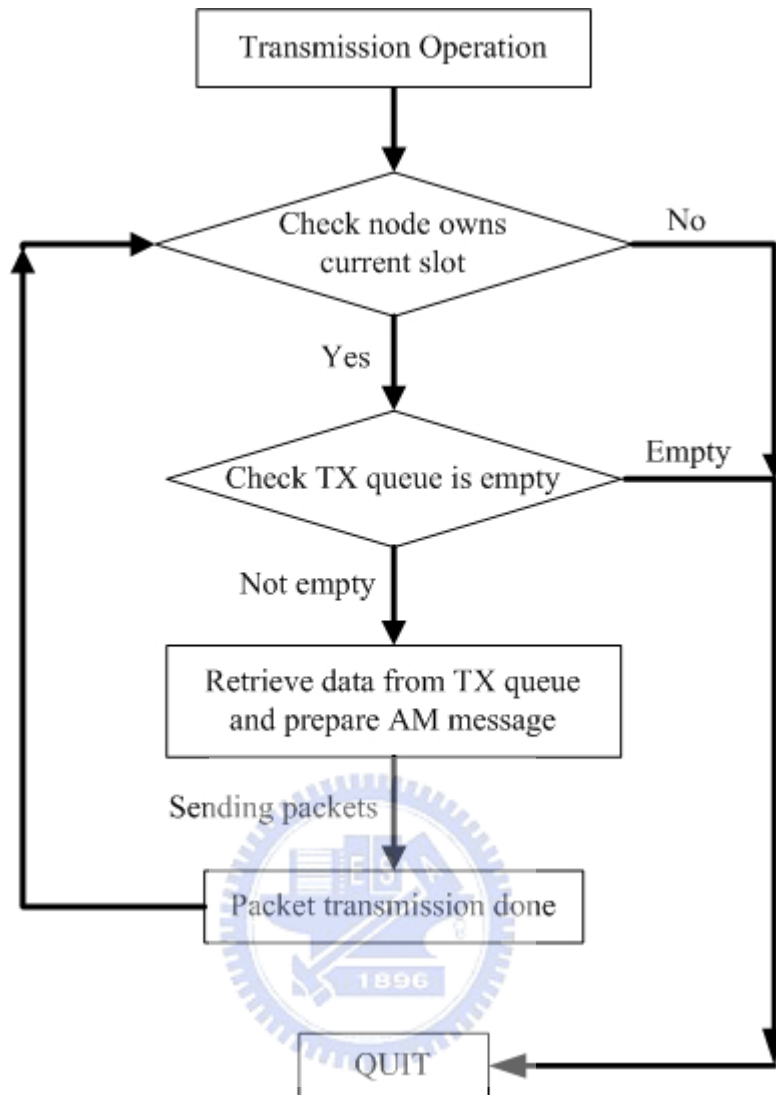 Transmission Operation
Check node owns
current slot
No
Yes
Check TX queue is empty
Empty
Not empty
Retrieve data from TX queue
and prepare AM message
Sending packets
E S
Packet transmission done
1896
QUIT